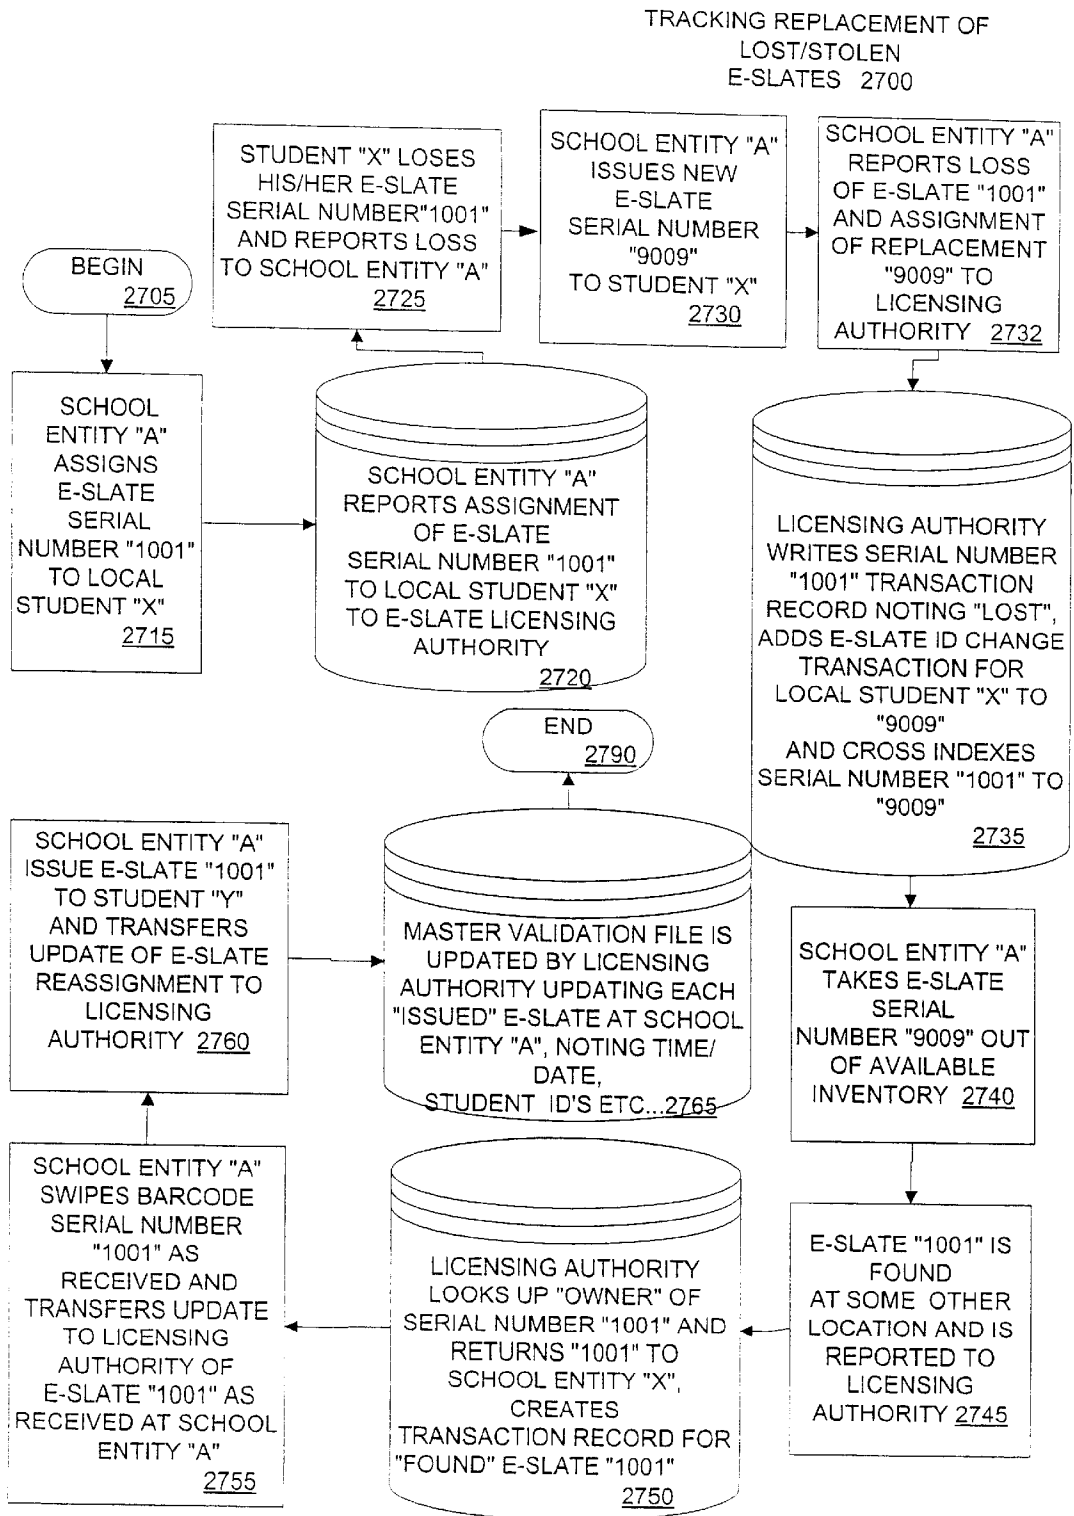 TRACKING REPLACEMENT OF
LOST/STOLEN
E-SLATES 2700
BEGIN
2705
SCHOOL
ENTITY "A"
ASSIGNS
E-SLATE
SERIAL
NUMBER "1001"
TO LOCAL
STUDENT "X"
2715
SCHOOL ENTITY "A"
REPORTS ASSIGNMENT
OF E-SLATE
SERIAL NUMBER "1001"
TO LOCAL STUDENT "X"
TO E-SLATE LICENSING
AUTHORITY
2720
STUDENT "X" LOSES
HIS/HER E-SLATE
SERIAL NUMBER"1001"
AND REPORTS LOSS
TO SCHOOL ENTITY "A"
2725
SCHOOL ENTITY "A"
ISSUES NEW
E-SLATE
SERIAL NUMBER
"9009"
TO STUDENT "X"
2730
SCHOOL ENTITY "A"
REPORTS LOSS
OF E-SLATE "1001"
AND ASSIGNMENT
OF REPLACEMENT
"9009" TO
LICENSING
AUTHORITY 2732
LICENSING AUTHORITY
WRITES SERIAL NUMBER
"1001" TRANSACTION
RECORD NOTING "LOST",
ADDS E-SLATE ID CHANGE
TRANSACTION FOR
LOCAL STUDENT "X" TO
"9009"
AND CROSS INDEXES
SERIAL NUMBER "1001" TO
"9009"
2735
SCHOOL ENTITY "A"
TAKES E-SLATE
SERIAL
NUMBER "9009" OUT
OF AVAILABLE
INVENTORY 2740
E-SLATE "1001" IS
FOUND
AT SOME OTHER
LOCATION AND IS
REPORTED TO
LICENSING
AUTHORITY 2745
LICENSING AUTHORITY
LOOKS UP "OWNER" OF
SERIAL NUMBER "1001" AND
RETURNS "1001" TO
SCHOOL ENTITY "X",
CREATES
TRANSACTION RECORD FOR
"FOUND" E-SLATE "1001"
2750
SCHOOL ENTITY "A"
SWIPES BARCODE
SERIAL NUMBER
"1001" AS
RECEIVED AND
TRANSFERS UPDATE
TO LICENSING
AUTHORITY OF
E-SLATE "1001" AS
RECEIVED AT SCHOOL
ENTITY "A"
2755
SCHOOL ENTITY "A"
ISSUE E-SLATE "1001"
TO STUDENT "Y"
AND TRANSFERS
UPDATE OF E-SLATE
REASSIGNMENT TO
LICENSING
AUTHORITY 2760
MASTER VALIDATION FILE IS
UPDATED BY LICENSING
AUTHORITY UPDATING EACH
"ISSUED" E-SLATE AT SCHOOL
ENTITY "A", NOTING TIME/
DATE,
STUDENT ID'S ETC...2765
END
2790